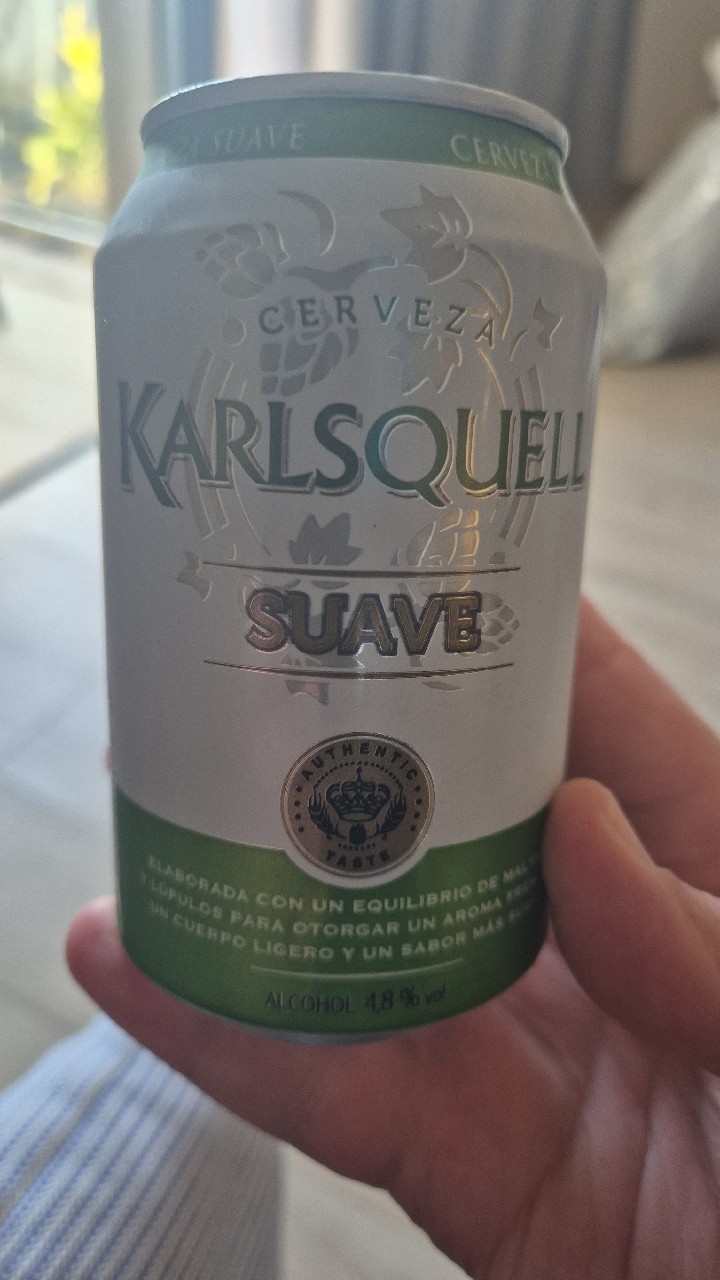 SUAVE
CERVEZA
KARLSQUELL
SUAVE
AUTHENTIC
TASTE
ELABORADA CON UN EQUILIBRIO DE
Y LÚPULOS PARA OTORGAR UN AROMA
UN CUERPO LIGERO Y UN SABOR MÁS
ALCOHOL 4,8 % vol